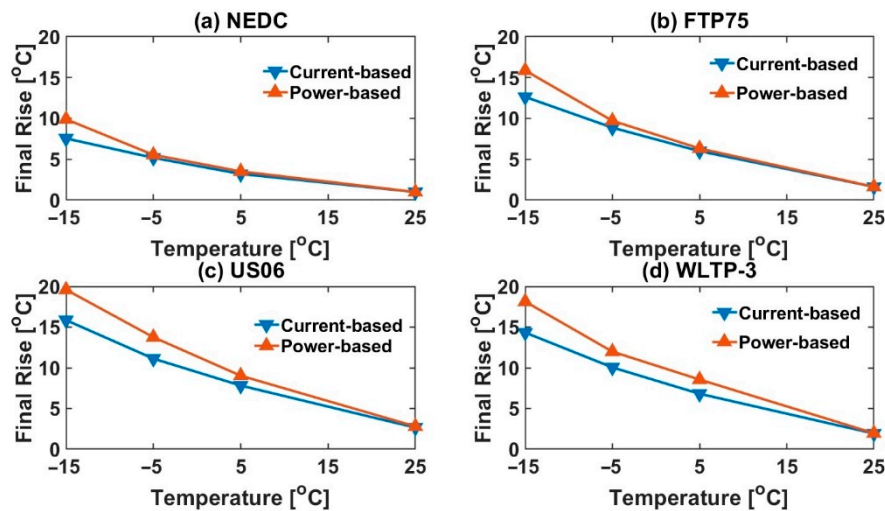 (a) NEDC
Final Rise [°C]
20
15
10
5
0
Current-based
Power-based
−15
−5
5
15
25
Temperature [°C]
(b) FTP75
Final Rise [°C]
20
15
10
5
0
Current-based
Power-based
−15
−5
5
15
25
Temperature [°C]
(c) US06
Final Rise [°C]
20
15
10
5
0
Current-based
Power-based
−15
−5
5
15
25
Temperature [°C]
(d) WLTP-3
Final Rise [°C]
20
15
10
5
0
Current-based
Power-based
−15
−5
5
15
25
Temperature [°C]